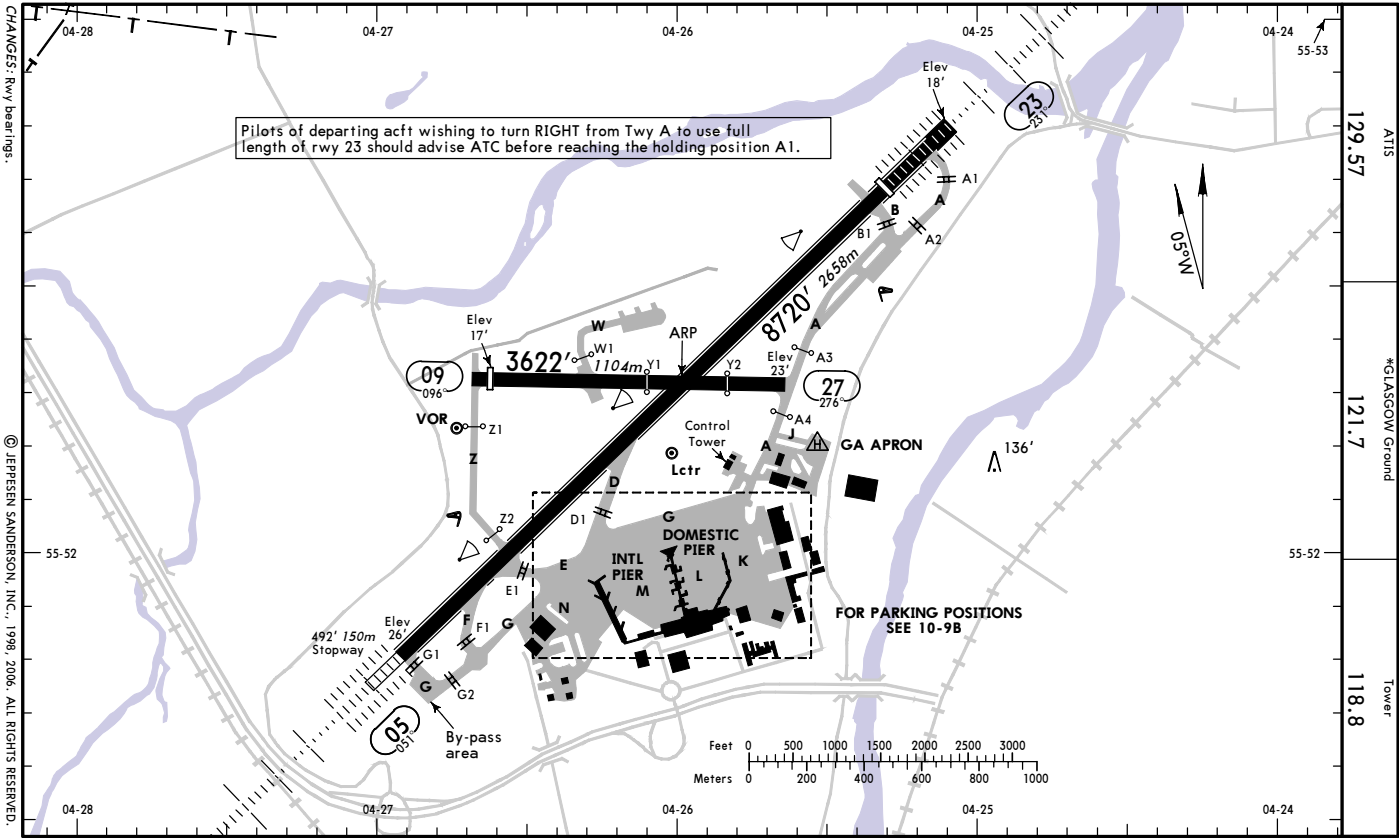 ATIS
129.57
*GLASGOW Ground
121.7
Tower
118.8
04-28
04-27
04-26
04-25
04-24
55-53
Elev
18'
23
231°
Pilots of departing acft wishing to turn RIGHT from Twy A to use full
length of rwy 23 should advise ATC before reaching the holding position A1.
A1
A
B
B1
A2
05°W
8720' 2658m
A
W
Elev
17'
W1
ARP
3622' 1104m
Y1
Y2
Elev
23'
A3
09
096°
27
276°
VOR
Z1
A4
Control
Tower
J
H
GA APRON
A
136'
Lctr
Z
D
D1
G
Z2
55-52
55-52
DOMESTIC
PIER
INTL
PIER
E
K
L
M
E1
N
F
F1
G
FOR PARKING POSITIONS
SEE 10-9B
Elev
26'
492' 150m
Stopway
G1
G
G2
05
051°
By-pass
area
Feet 0 500 1000 1500 2000 2500 3000
Meters 0 200 400 600 800 1000
04-28
04-27
04-26
04-25
04-24
CHANGES: Rwy bearings.
© JEPPESEN SANDERSON, INC., 1998, 2006. ALL RIGHTS RESERVED.